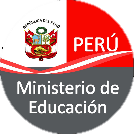 PERÚ
Ministerio de
Educación